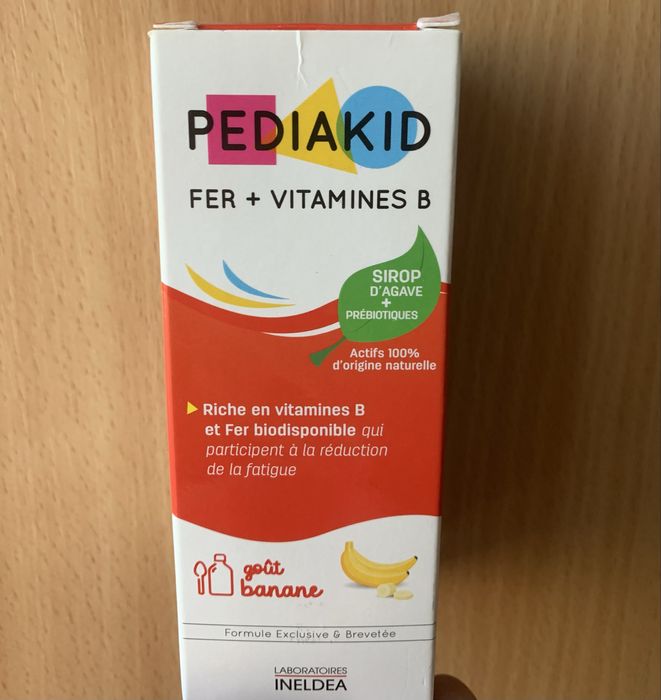 PEDIAKID
FER + VITAMINES B
SIROP
D'AGAVE
+
PRÉBIOTIQUES
Actifs 100%
d'origine naturelle
Riche en vitamines B
et Fer biodisponible qui
participent à la réduction
de la fatigue
goût
banane
Formule Exclusive & Brevetée
LABORATOIRES
INELDEA